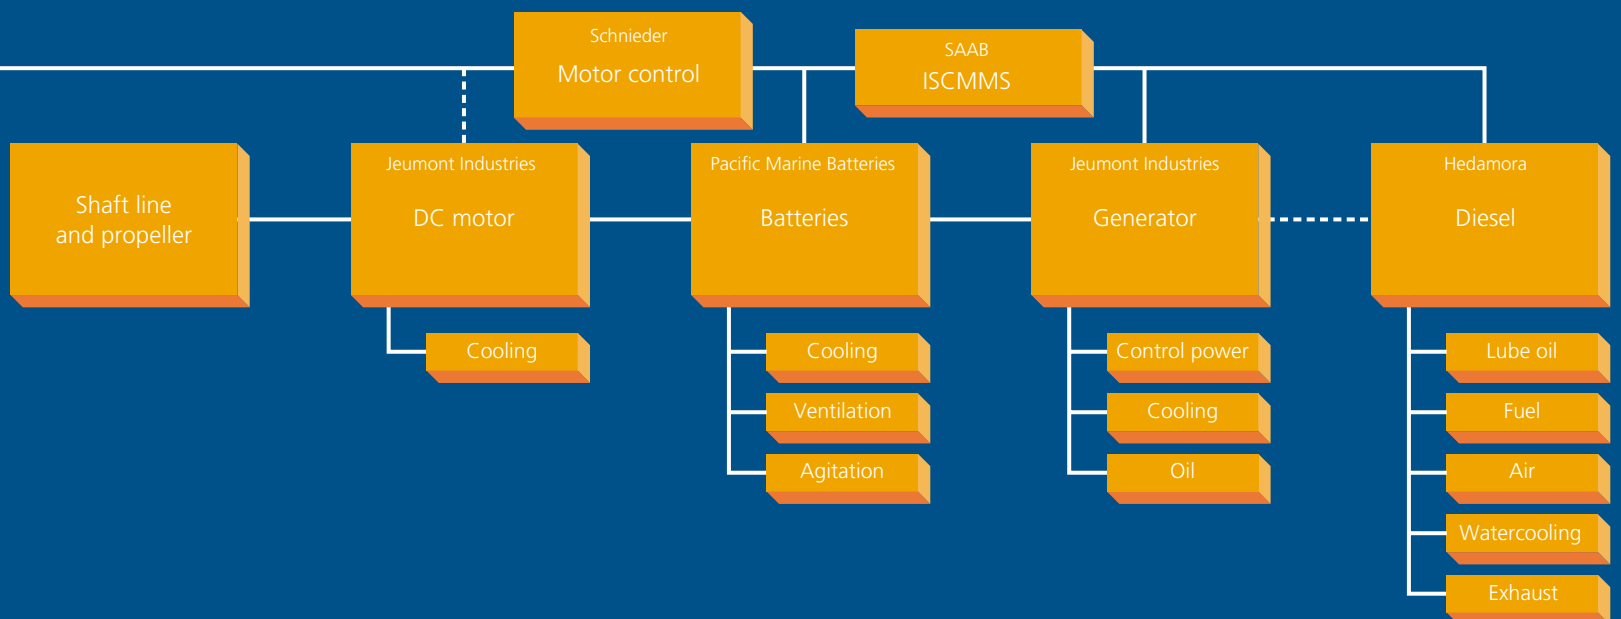 Schnieder
Motor control
SAAB
ISCMMS
Shaft line
and propeller
Jeumont Industries
DC motor
Pacific Marine Batteries
Batteries
Jeumont Industries
Generator
Hedamora
Diesel
Cooling
Cooling
Ventilation
Agitation
Control power
Cooling
Oil
Lube oil
Fuel
Air
Watercooling
Exhaust